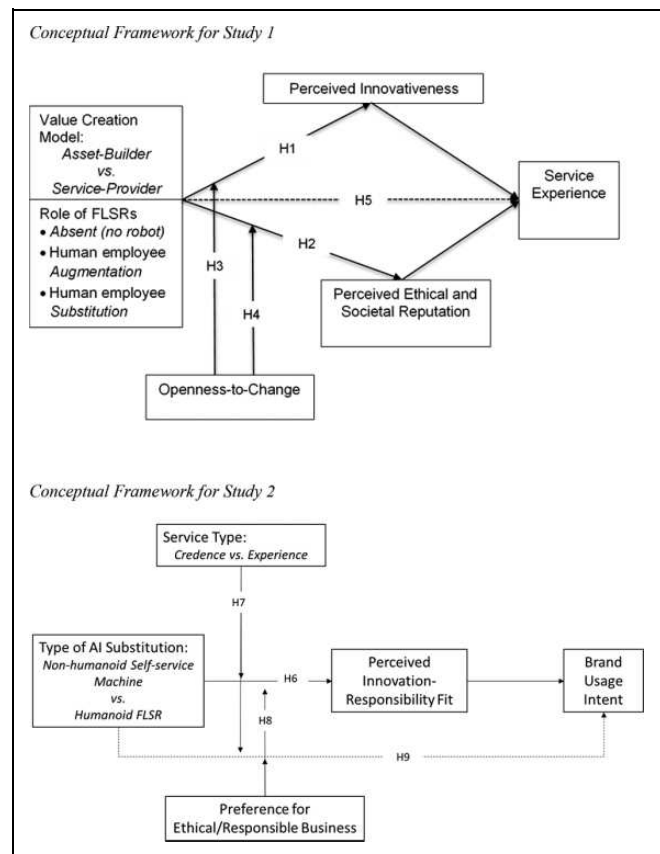 Conceptual Framework for Study 1
Perceived Innovativeness
Value Creation
Model:
Asset-Builder
vs.
Service-Provider
H1
Service
Experience
H5
Role of FLSRs
• Absent (no robot)
• Human employee
Augmentation
• Human employee
Substitution
H2
H3
Perceived Ethical and
Societal Reputation
H4
Openness-to-Change
Conceptual Framework for Study 2
Service Type:
Credence vs. Experience
H7
Type of AI Substitution:
Non-humanoid Self-service
Machine
vs.
Humanoid FLSR
H6
Perceived
Innovation-
Responsibility Fit
Brand
Usage
Intent
H8
H9
Preference for
Ethical/Responsible Business